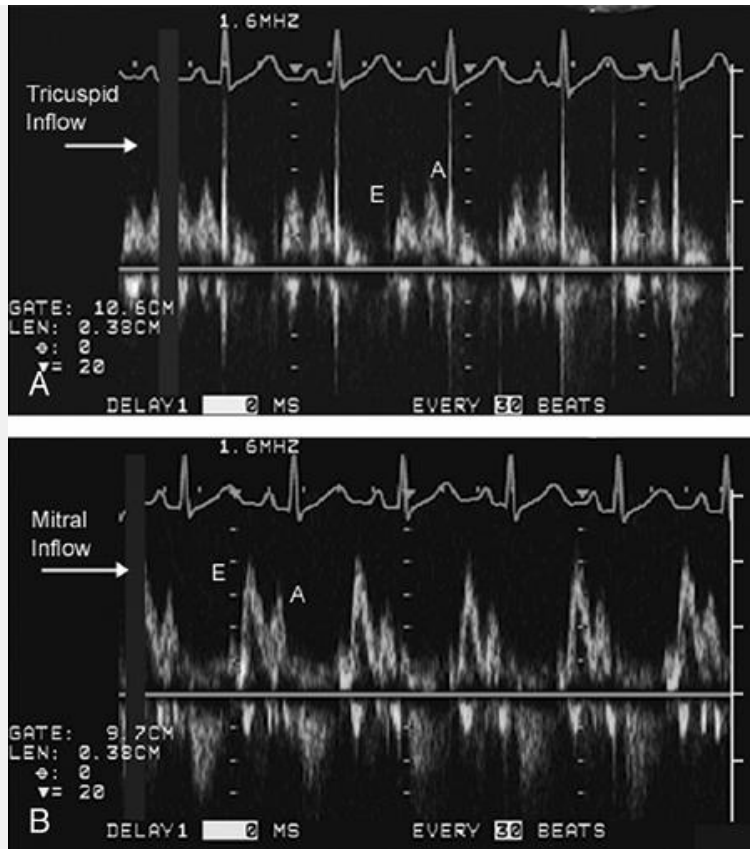 1.6MHZ
Tricuspid
Inflow
A
E
GATE: 10.6CM
LEN: 0.38CM
⊖: 0
▼= 20
A
DELAY1 0 MS EVERY 30 BEATS
1.6MHZ
Mitral
Inflow
E
A
GATE: 9.7CM
LEN: 0.38CM
⊖: 0
▼= 20
B
DELAY1 0 MS EVERY 30 BEATS